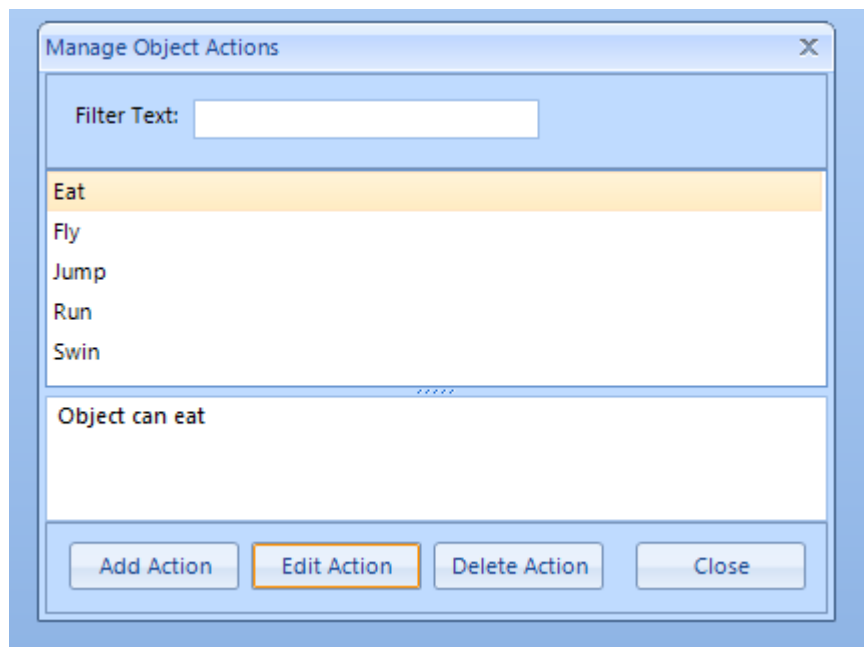 Manage Object Actions
Filter Text:
Eat
Fly
Jump
Run
Swin
Object can eat
Add Action Edit Action Delete Action Close